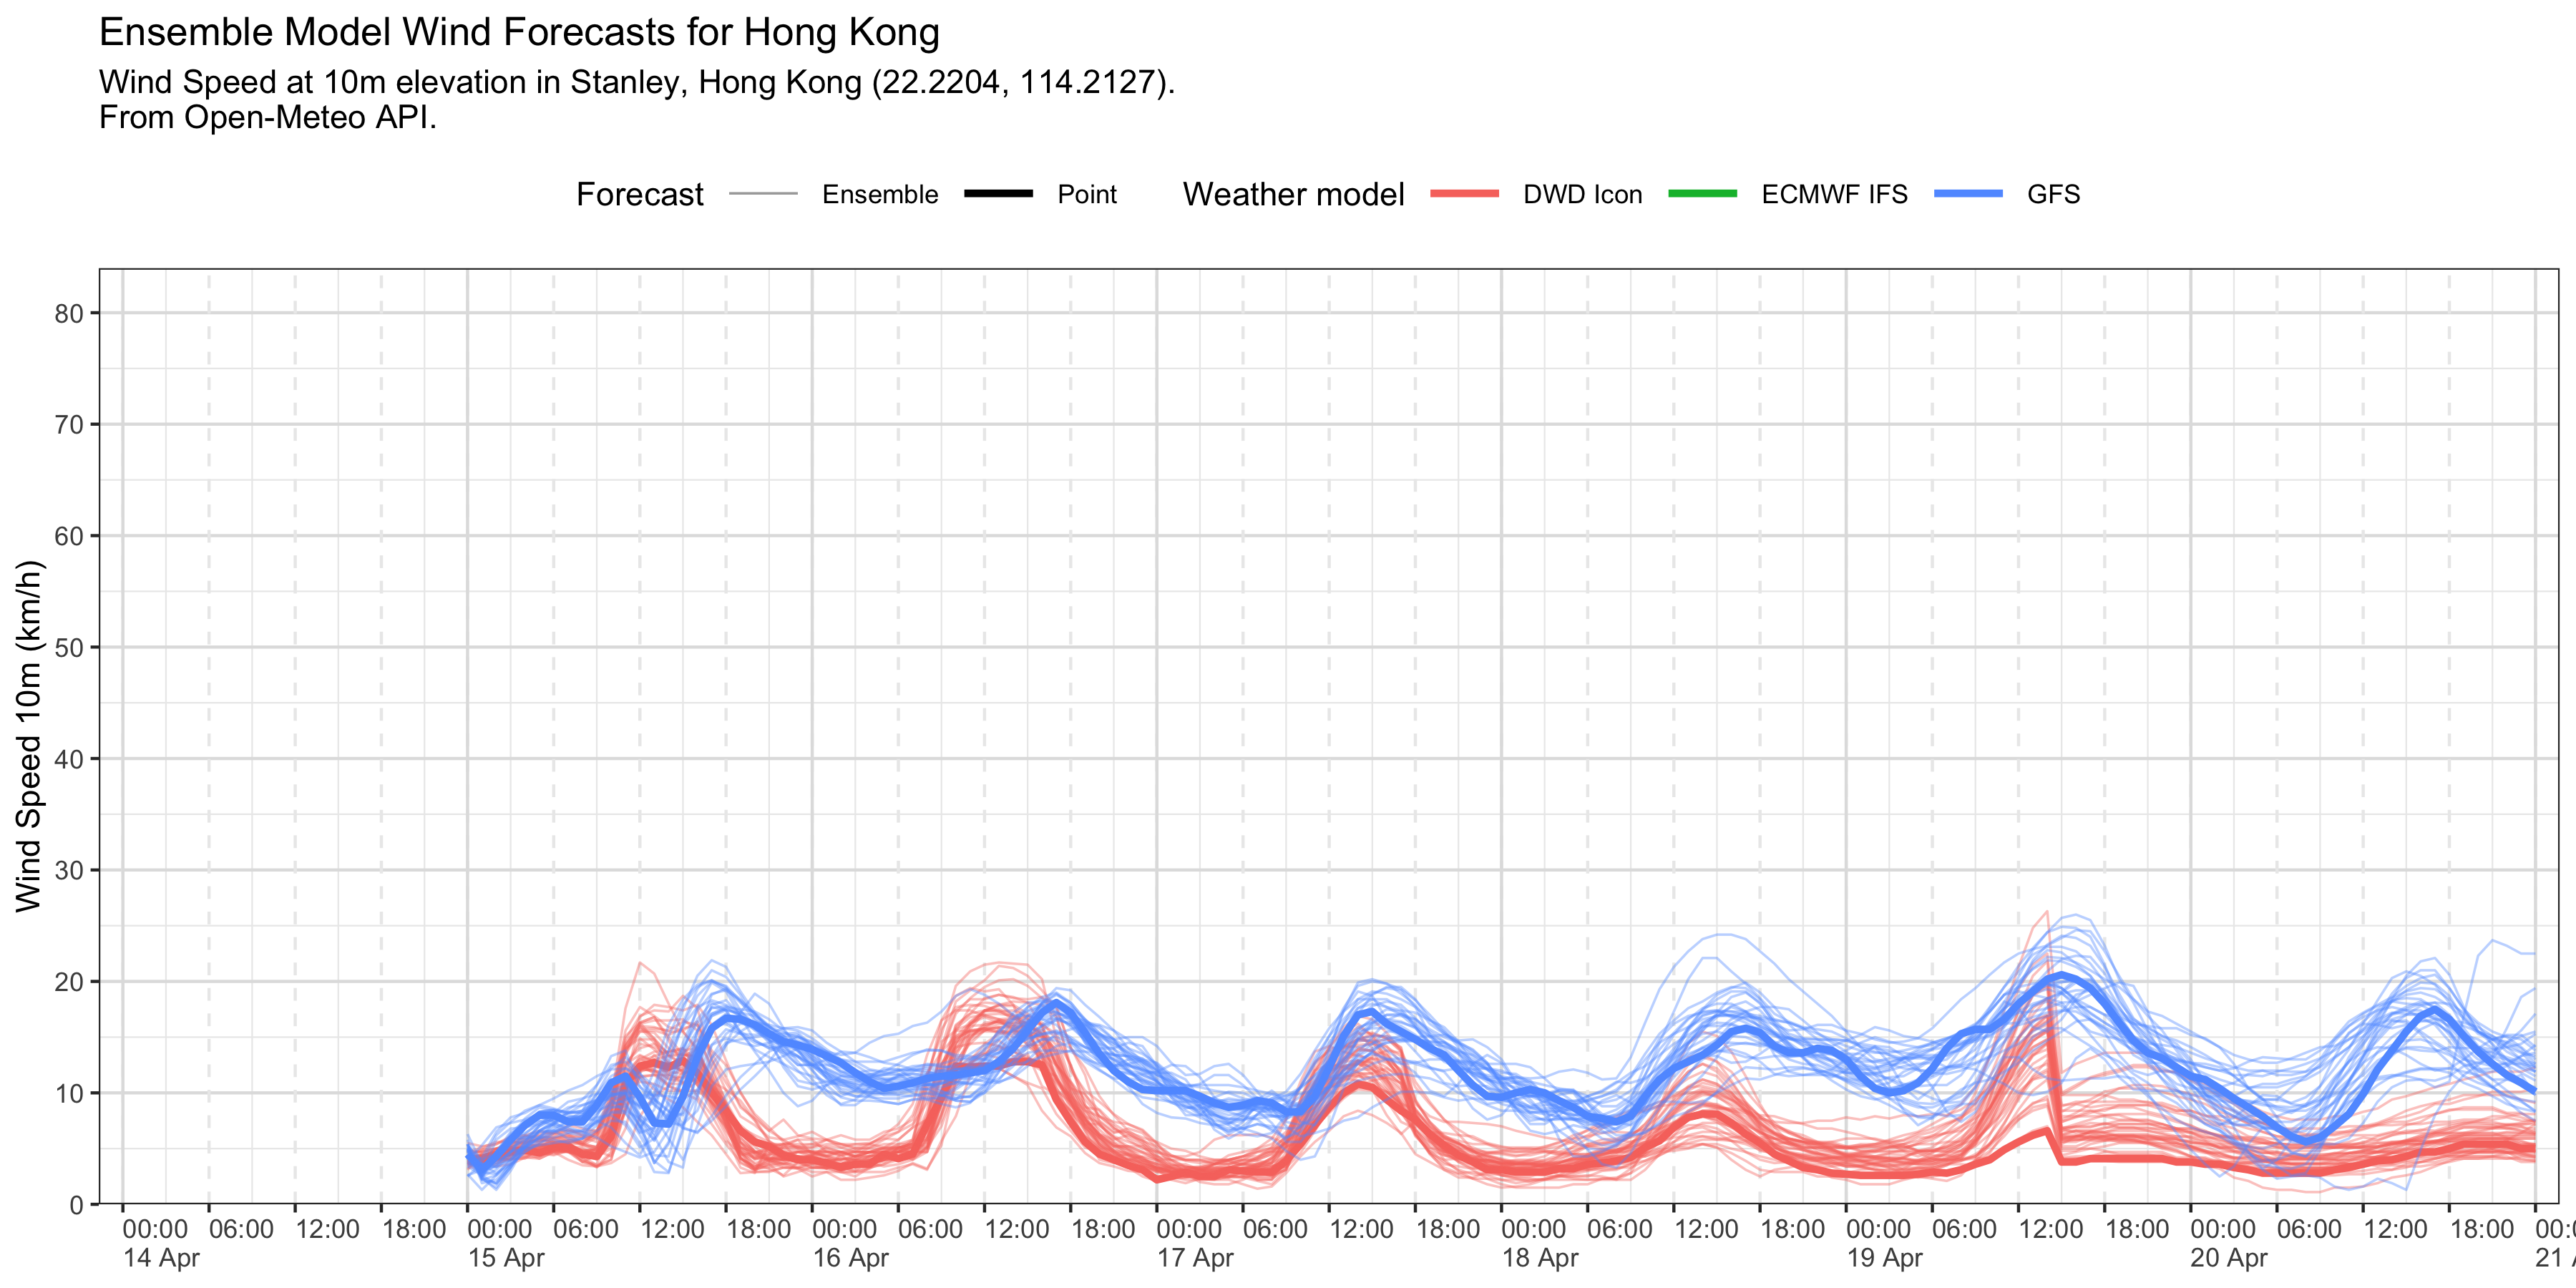 Ensemble Model Wind Forecasts for Hong Kong
Wind Speed at 10m elevation in Stanley, Hong Kong (22.2204, 114.2127).
From Open-Meteo API.
Forecast Ensemble Point Weather model DWD Icon ECMWF IFS GFS
Wind Speed 10m (km/h)
80
70
60
50
40
30
20
10
0
00:00 06:00 12:00 18:00 00:00 06:00 12:00 18:00 00:00 06:00 12:00 18:00 00:00 06:00 12:00 18:00 00:00 06:00 12:00 18:00 00:00 06:00 12:00 18:00 00:00 06:00 12:00 18:00 00:0
14 Apr 15 Apr 16 Apr 17 Apr 18 Apr 19 Apr 20 Apr 21 A